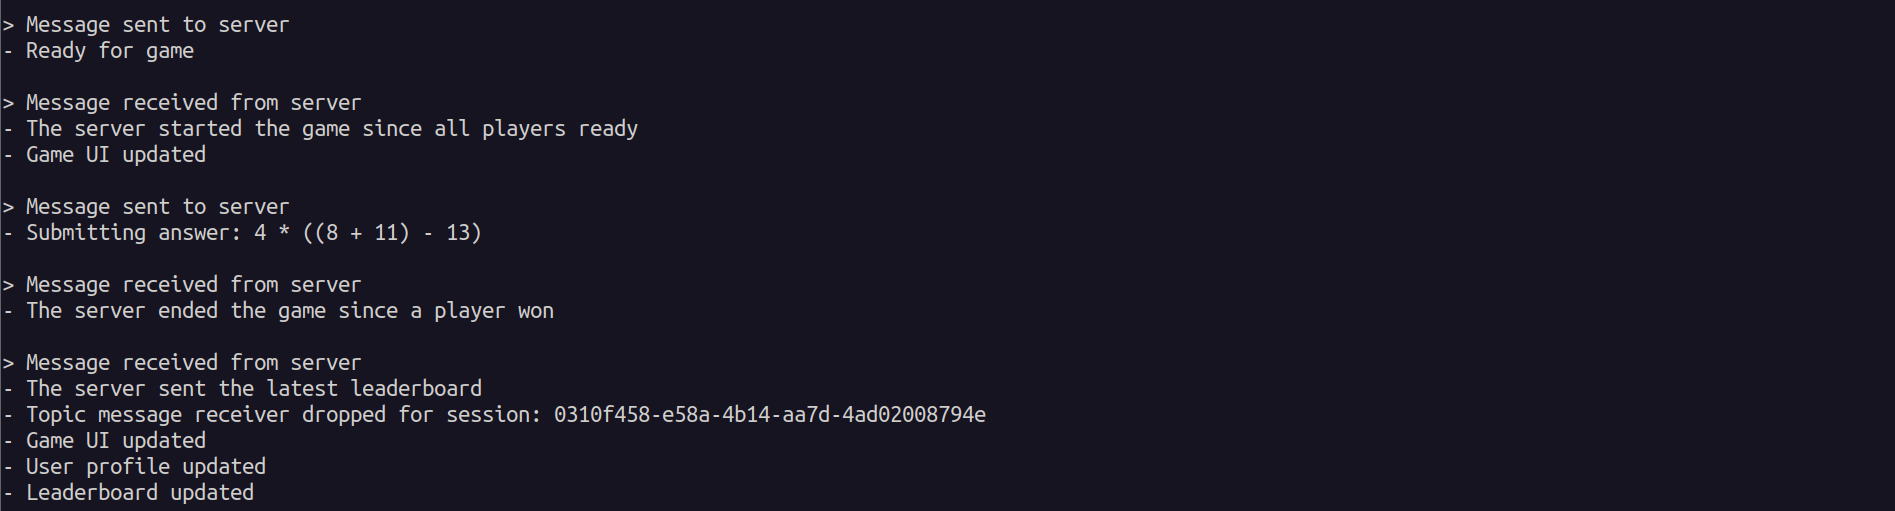 > Message sent to server
- Ready for game
> Message received from server
- The server started the game since all players ready
- Game UI updated
> Message sent to server
- Submitting answer: 4 * ((8 + 11) - 13)
> Message received from server
- The server ended the game since a player won
> Message received from server
- The server sent the latest leaderboard
- Topic message receiver dropped for session: 0310f458-e58a-4b14-aa7d-4ad02008794e
- Game UI updated
- User profile updated
- Leaderboard updated